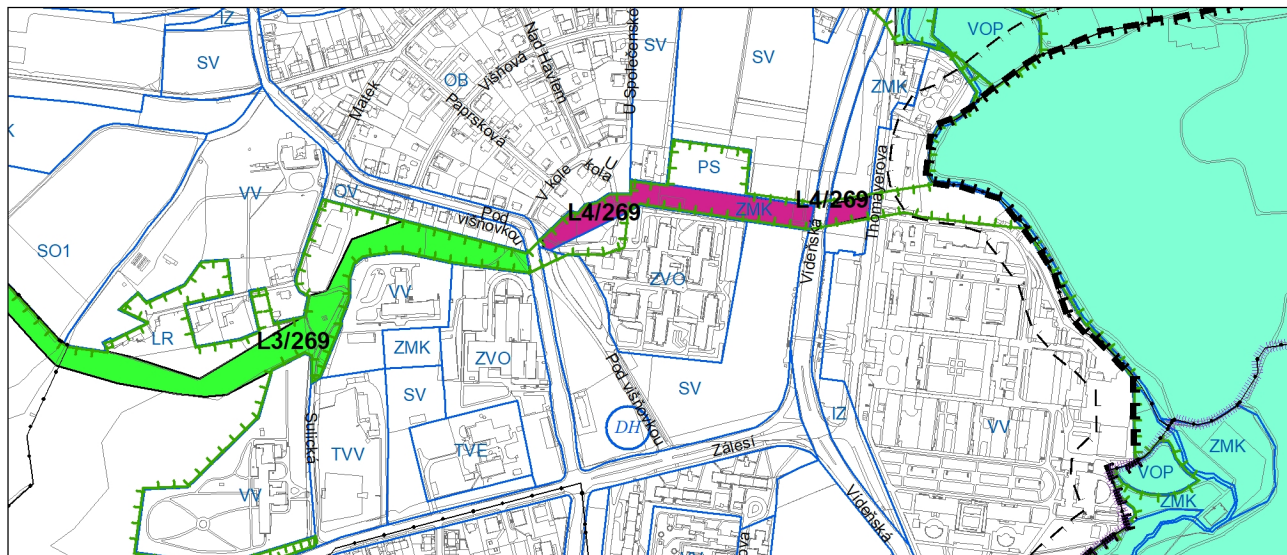 IZ
SV
K
OB
Višňová
Nad Havlem
Mářek
Paprsková
U Společenské
SV
SV
VOP
ZMK
VV
OV
SO1
U kola
V kole
PS
Pod
višňovkou
L4/269
ZMK
L4/269
Thomayerova
Vídeňská
LR
L3/269
VV
ZMK
SV
ZVO
ZVO
Pod višňovkou
SV
DH
Sulická
TVV
TVE
VV
Zálesí
IZ
VV
Vídeňská
ZMK
VOP
ZMK